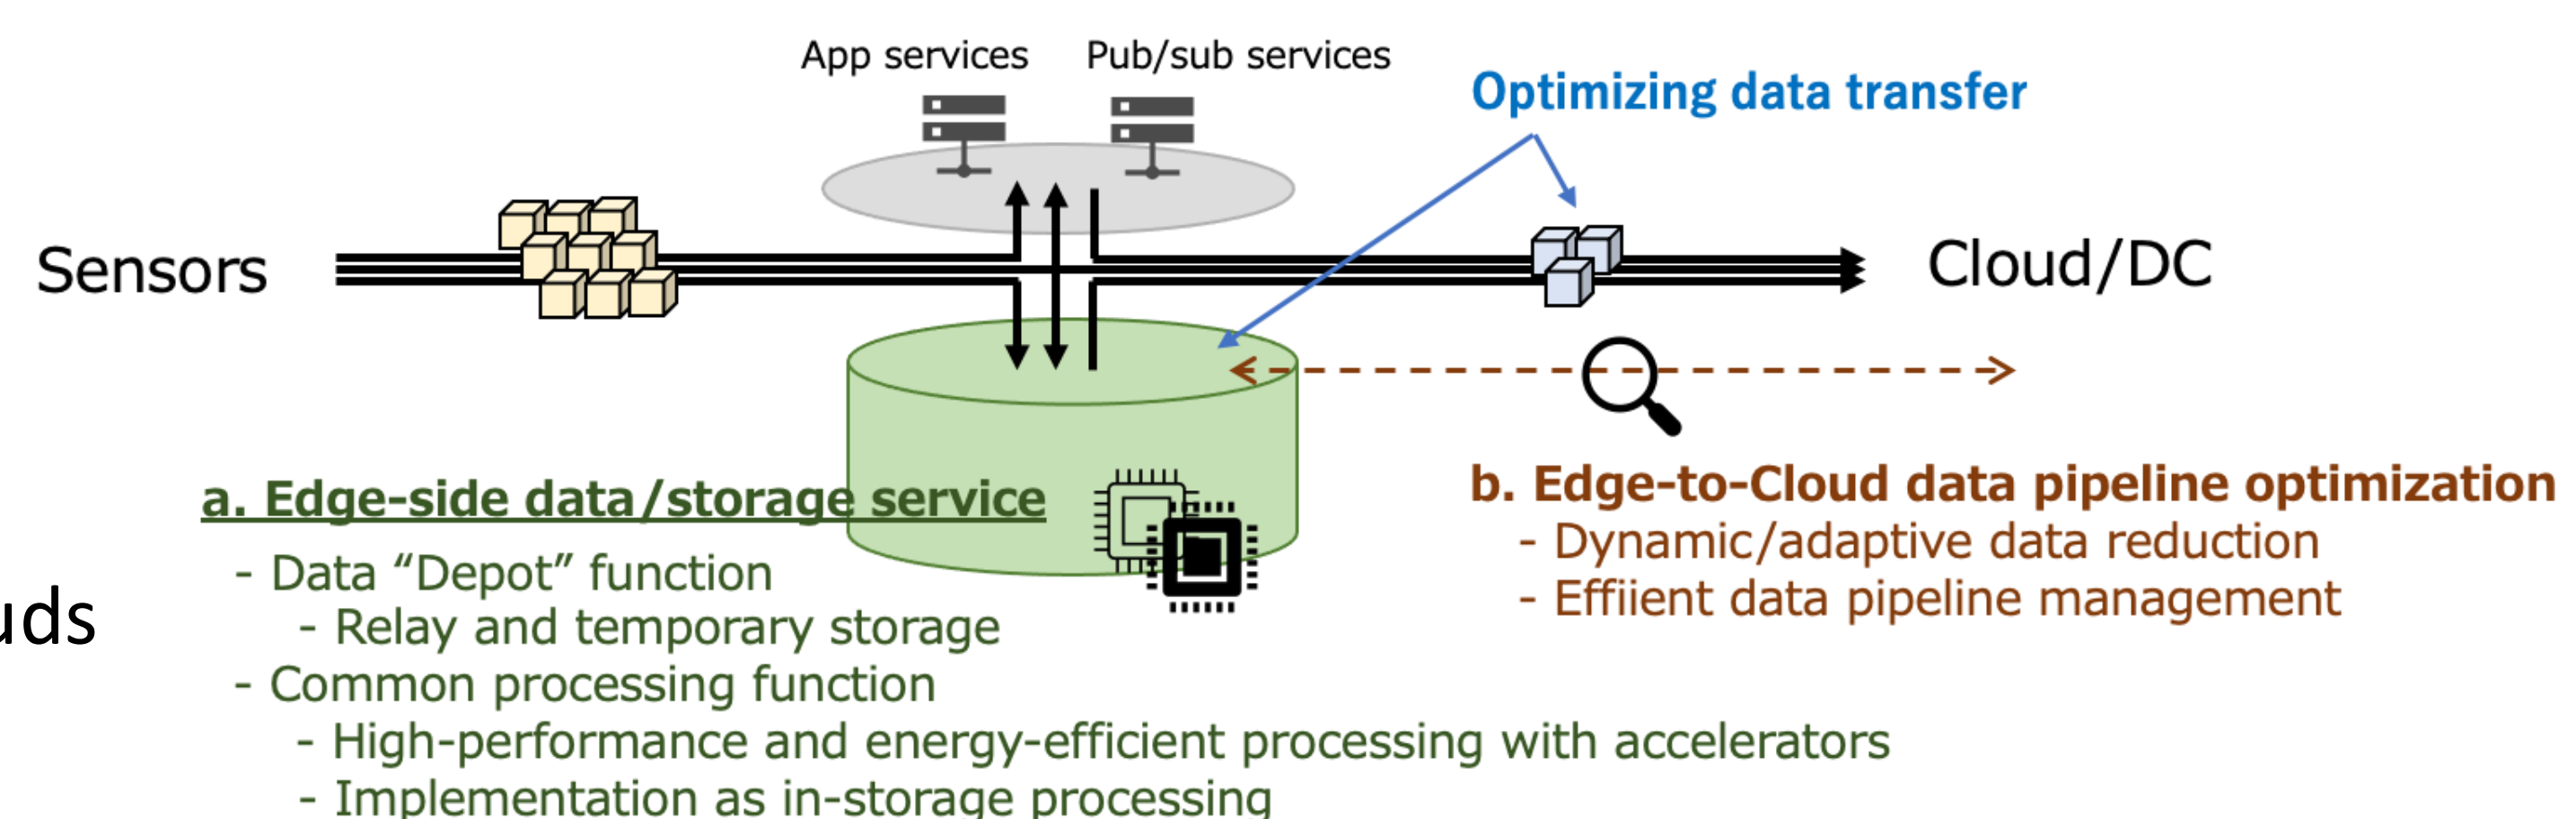 App services
Pub/sub services
Optimizing data transfer
Sensors
Cloud/DC
a. Edge-side data/storage service
- Data “Depot” function
- Relay and temporary storage
- Common processing function
- High-performance and energy-efficient processing with accelerators
- Implementation as in-storage processing
b. Edge-to-Cloud data pipeline optimization
- Dynamic/adaptive data reduction
- Effiient data pipeline management
uds